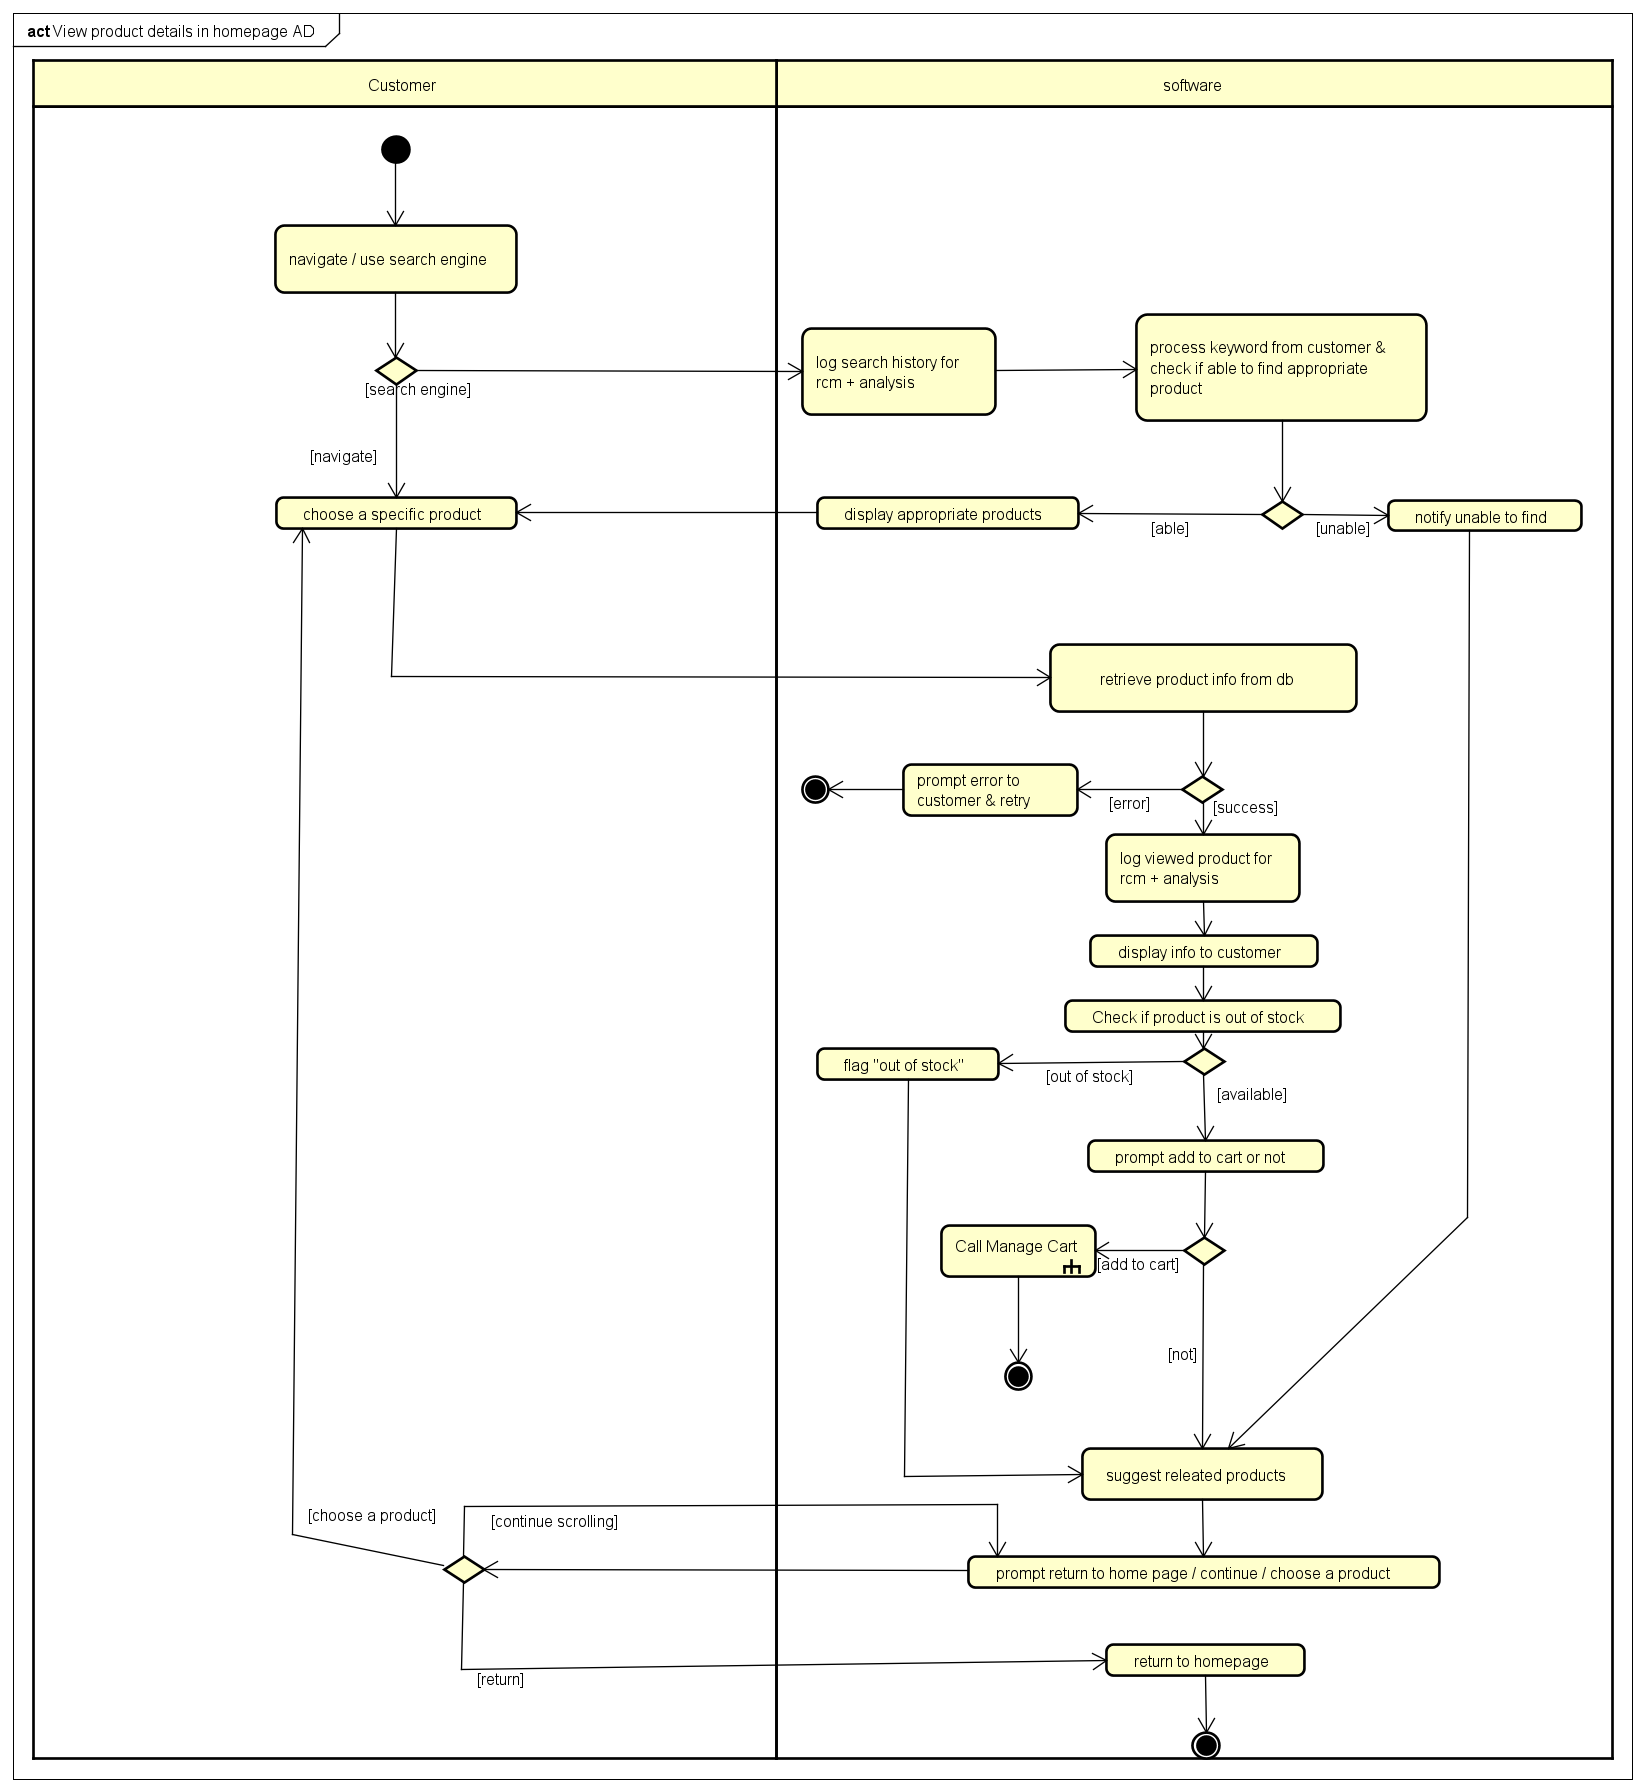 act View product details in homepage AD
Customer
software
navigate / use search engine
[search engine]
log search history for
rcm + analysis
process keyword from customer &
check if able to find appropriate
product
[navigate]
choose a specific product
display appropriate products
[able]
[unable]
notify unable to find
retrieve product info from db
prompt error to
customer & retry
[error]
[success]
log viewed product for
rcm + analysis
display info to customer
Check if product is out of stock
flag "out of stock"
[out of stock]
[available]
prompt add to cart or not
Call Manage Cart
[add to cart]
[not]
suggest releated products
[choose a product]
[continue scrolling]
prompt return to home page / continue / choose a product
return to homepage
[return]